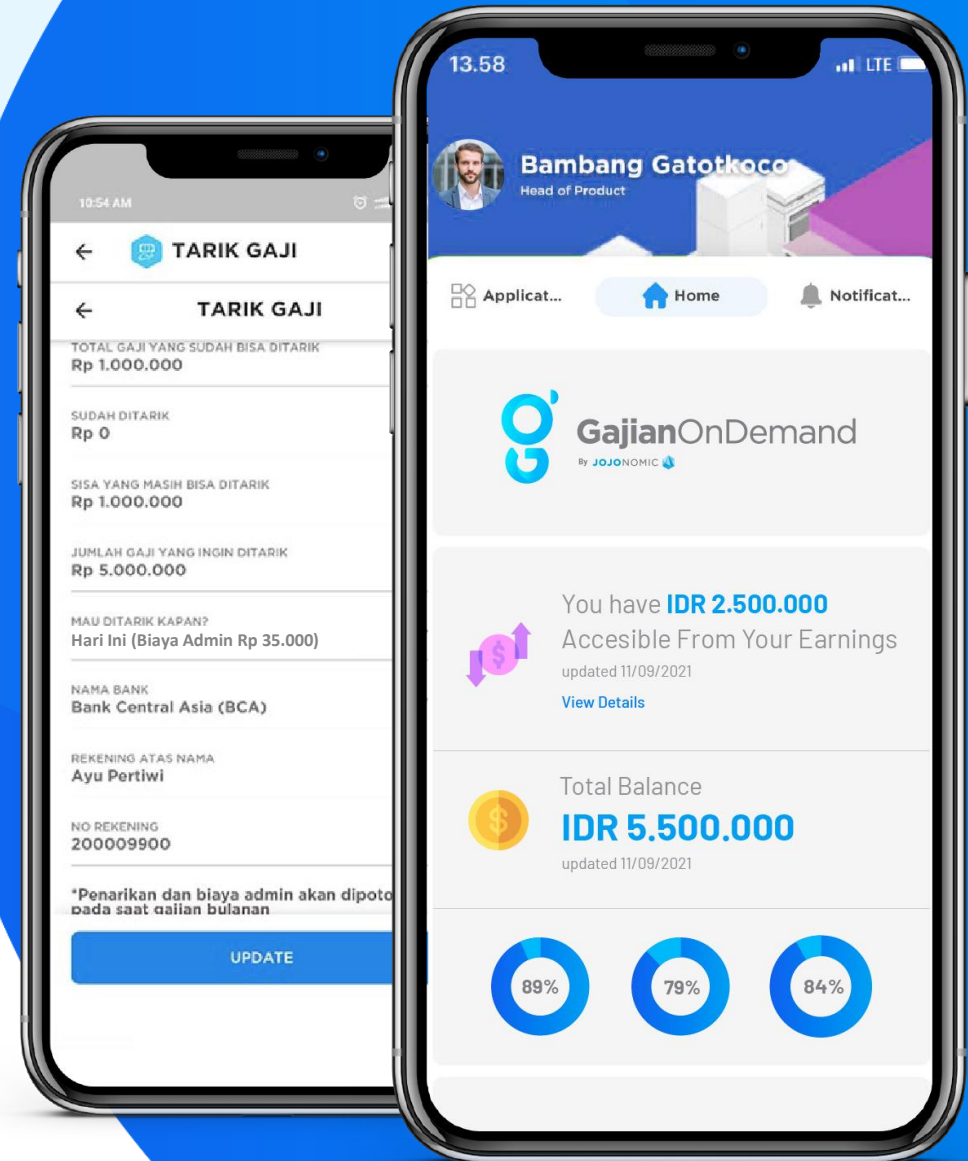 10:54 AM
TARIK GAJI
TARIK GAJI
TOTAL GAJI YANG SUDAH BISA DITARIK
Rp 1.000.000
SUDAH DITARIK
Rp 0
SISA YANG MASIH BISA DITARIK
Rp 1.000.000
JUMLAH GAJI YANG INGIN DITARIK
Rp 5.000.000
MAU DITARIK KAPAN?
Hari Ini (Biaya Admin Rp 35.000)
NAMA BANK
Bank Central Asia (BCA)
REKENING ATAS NAMA
Ayu Pertiwi
NO REKENING
200009900
*Penarikan dan biaya admin akan dipoto
pada saat gajian bulanan
UPDATE
13.58
LTE
Bambang Gatotkoco
Head of Product
Applicat...
Home
Notificat...
go
GajianOnDemand
By JOJONOMIC
You have IDR 2.500.000
Accesible From Your Earnings
updated 11/09/2021
View Details
Total Balance
IDR 5.500.000
updated 11/09/2021
89%
79%
84%